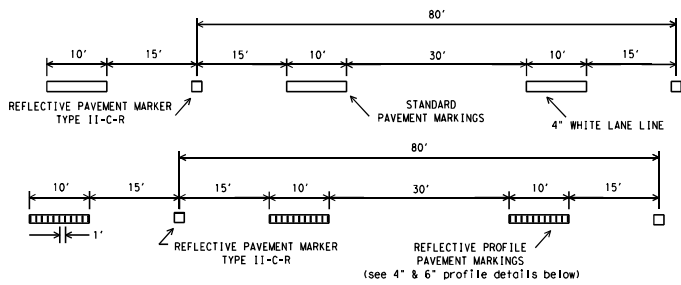 80'
10'
15'
15'
10'
30'
10'
15'
REFLECTIVE PAVEMENT MARKER
TYPE II-C-R
STANDARD
PAVEMENT MARKINGS
4" WHITE LANE LINE
80'
10'
15'
15'
10'
30'
10'
15'
1'
REFLECTIVE PAVEMENT MARKER
TYPE II-C-R
REFLECTIVE PROFILE
PAVEMENT MARKINGS
(see 4" & 6" profile details below)